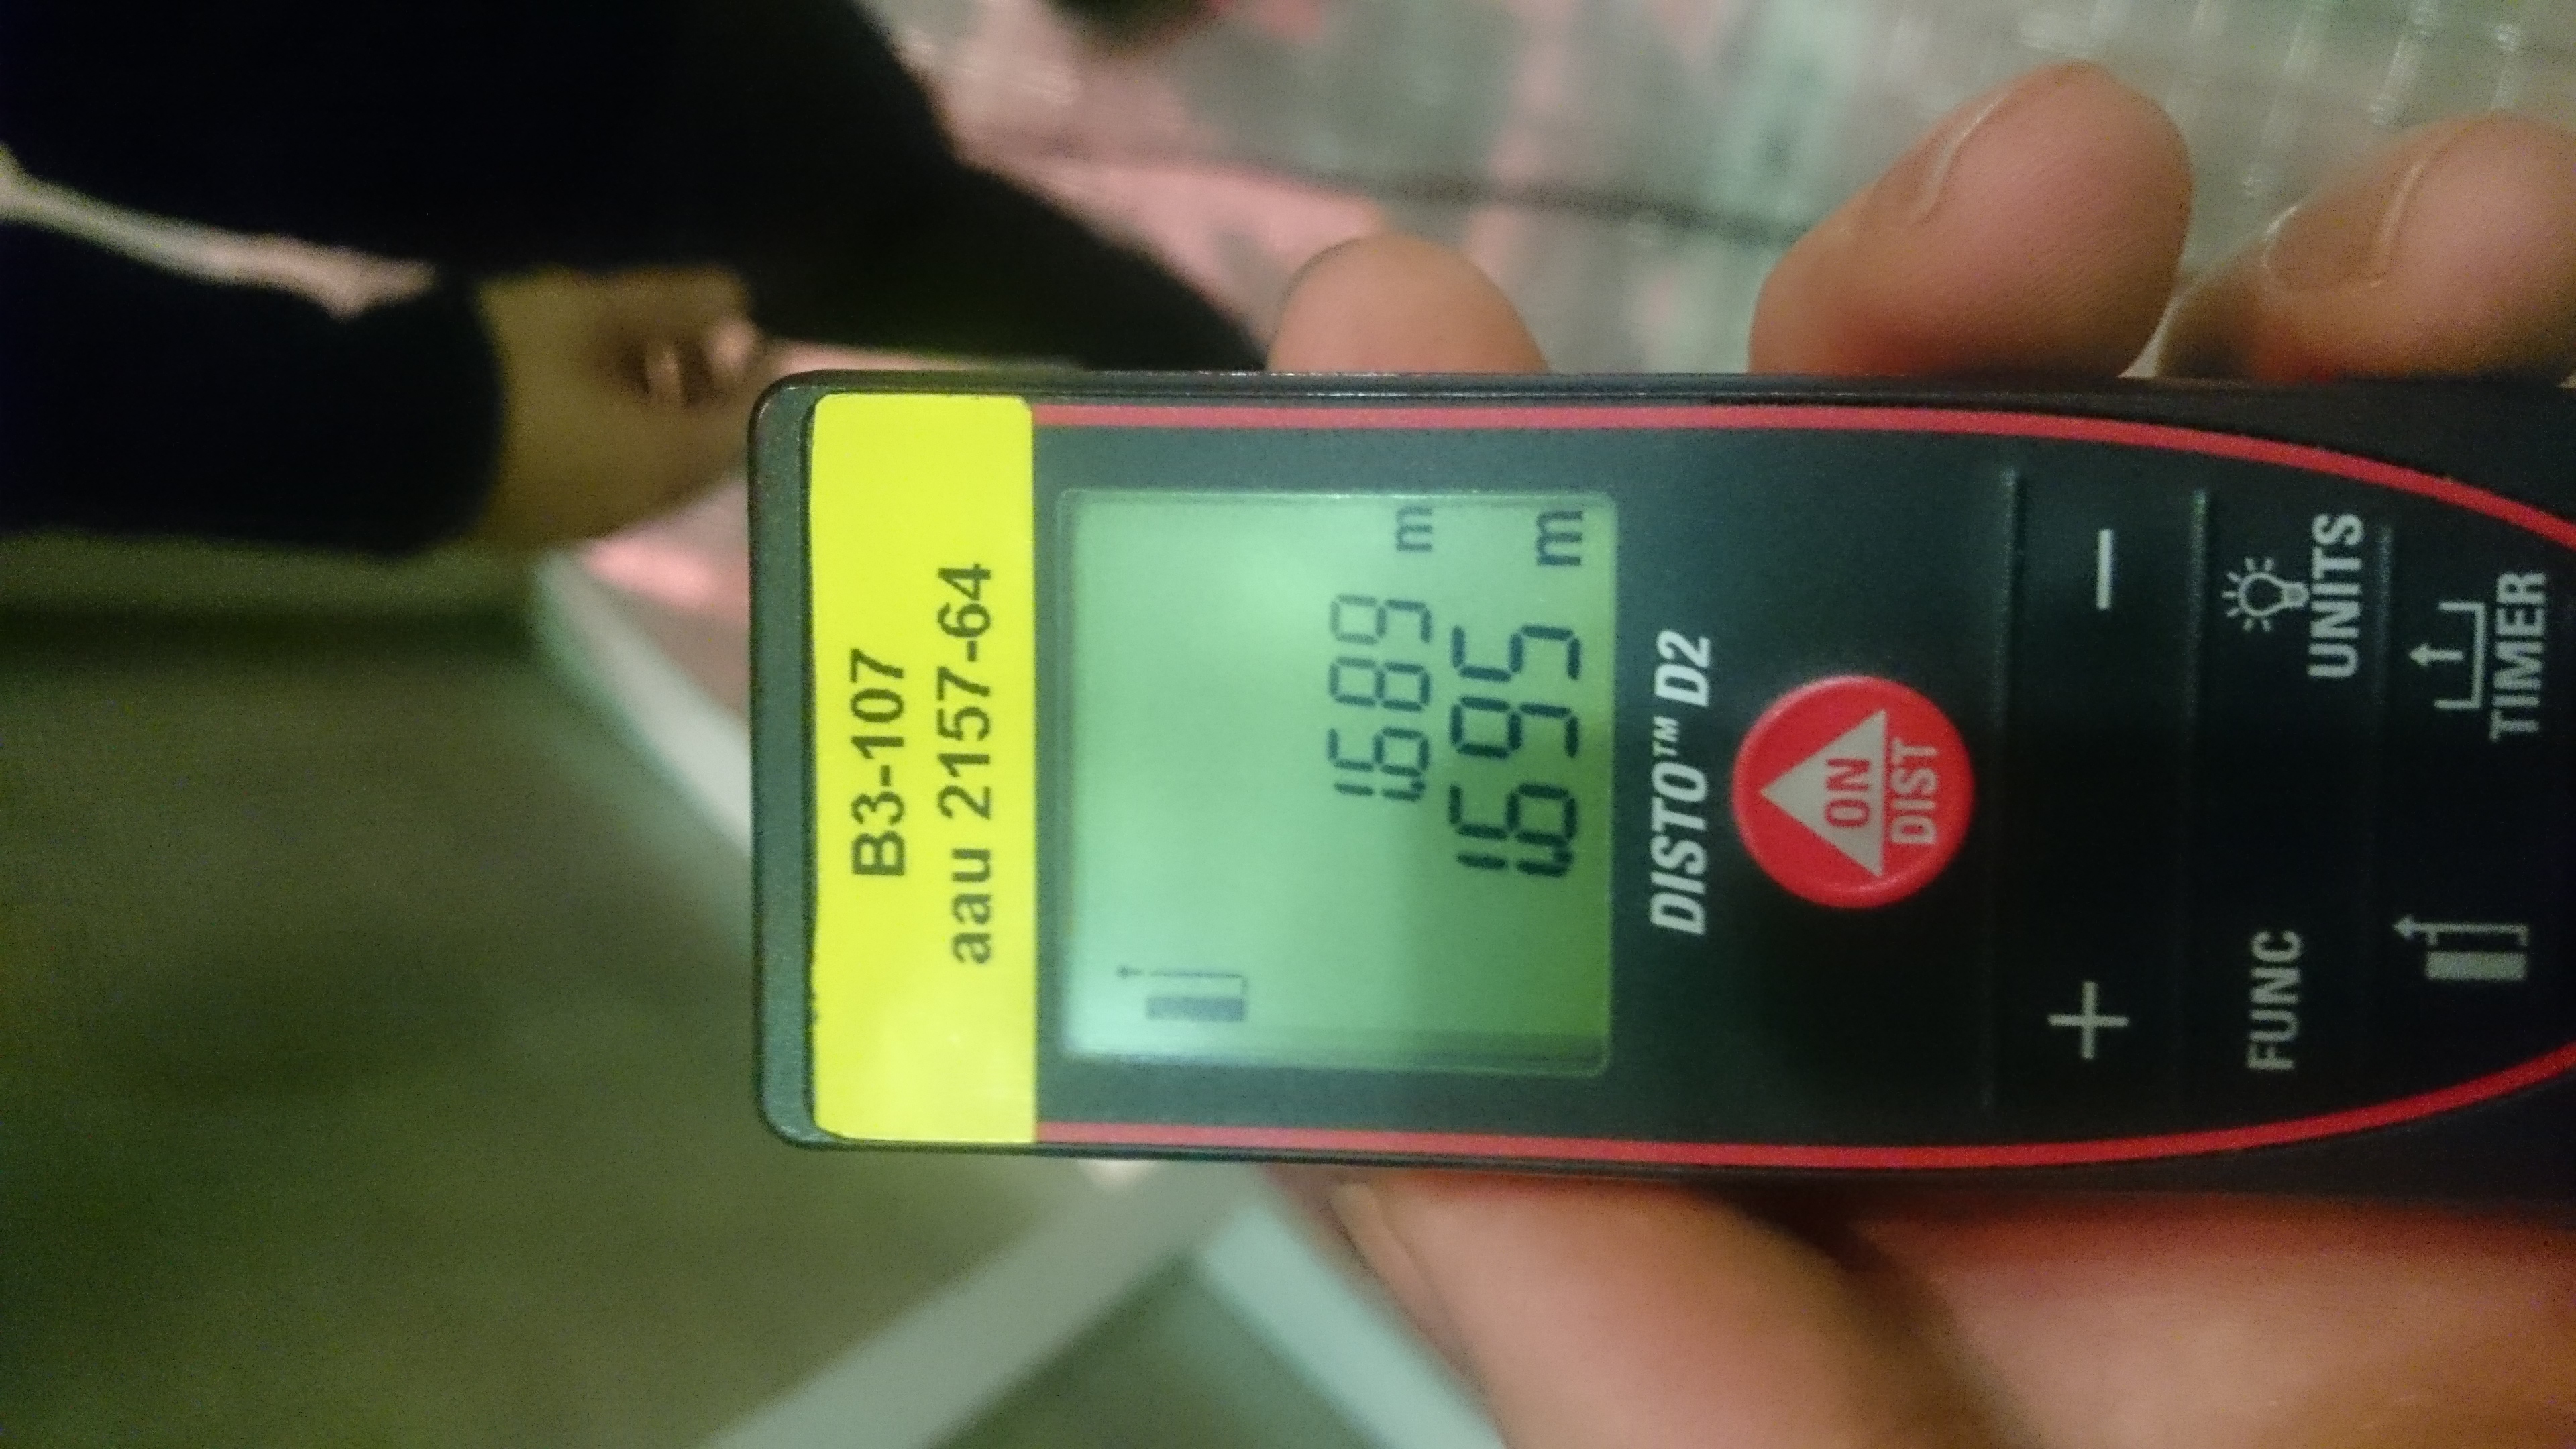 B3-107
aau 2157-64
1.689 m
1.695 m
DISTO™ D2
ON
DIST
+ −
FUNC
UNITS
TIMER